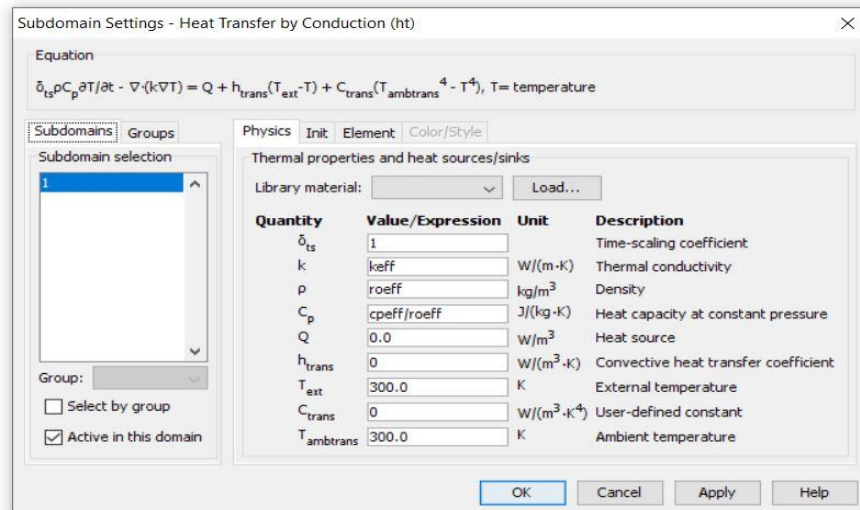 Subdomain Settings - Heat Transfer by Conduction (ht)
Equation
δtsρCp∂T/∂t - ∇·(k∇T) = Q + htrans(Text-T) + Ctrans(Tambtrans⁴ - T⁴), T= temperature
Subdomains Groups
Subdomain selection
1
Group:
Select by group
Active in this domain
Physics Init Element Color/Style
Thermal properties and heat sources/sinks
Library material: Load...
Quantity Value/Expression Unit Description
δts 1 Time-scaling coefficient
k keff W/(m·K) Thermal conductivity
ρ roeff kg/m³ Density
Cp cpeff/roeff J/(kg·K) Heat capacity at constant pressure
Q 0.0 W/m³ Heat source
htrans 0 W/(m³·K) Convective heat transfer coefficient
Text 300.0 K External temperature
Ctrans 0 W/(m³·K⁴) User-defined constant
Tambtrans 300.0 K Ambient temperature
OK Cancel Apply Help